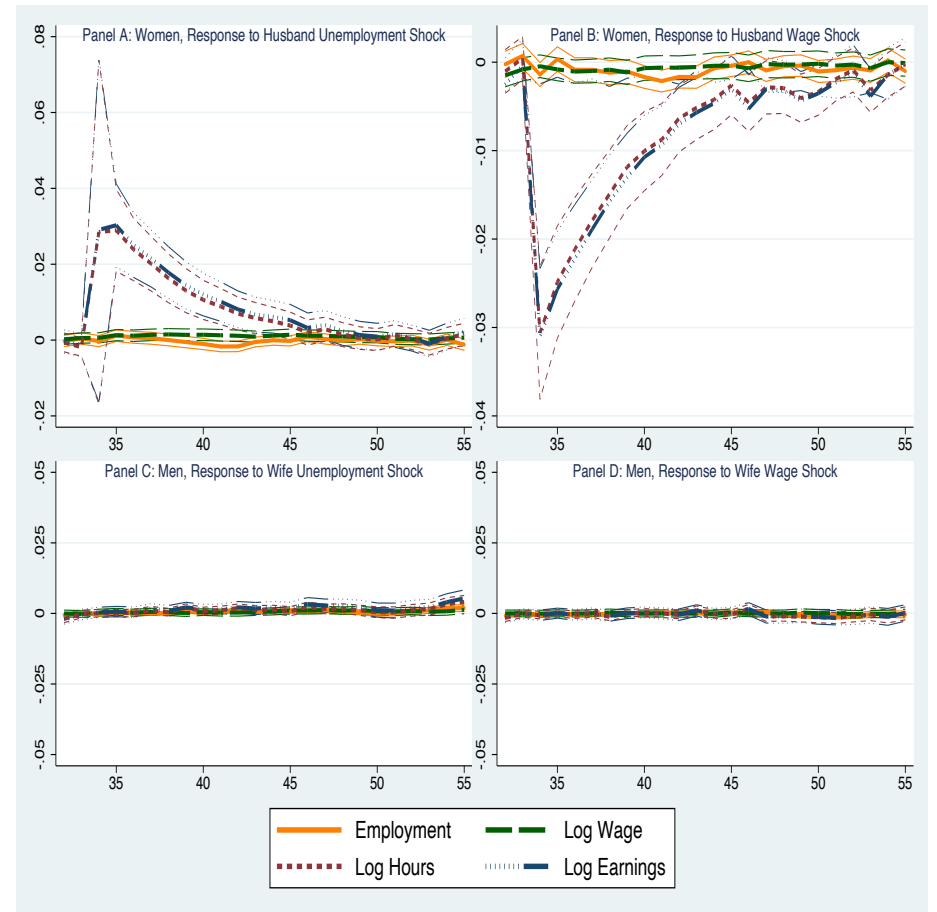 Panel A: Women, Response to Husband Unemployment Shock
.08
.06
.04
.02
0
-.02
35 40 45 50 55
Panel B: Women, Response to Husband Wage Shock
0
-.01
-.02
-.03
-.04
35 40 45 50 55
Panel C: Men, Response to Wife Unemployment Shock
.05
.025
0
-.025
-.05
35 40 45 50 55
Panel D: Men, Response to Wife Wage Shock
.05
.025
0
-.025
-.05
35 40 45 50 55
Employment Log Wage
Log Hours Log Earnings